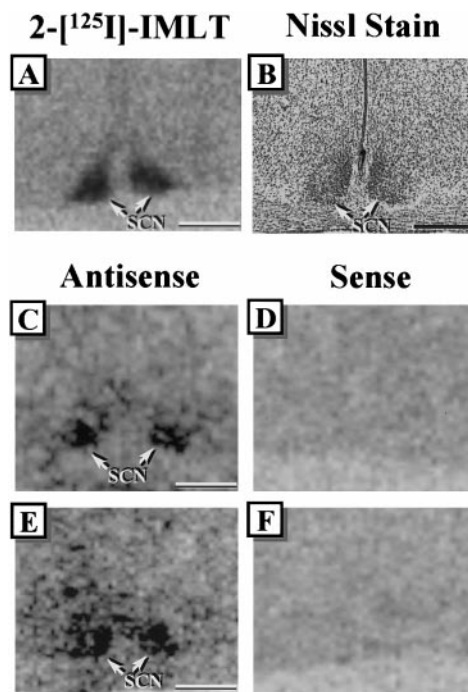 2-[¹²⁵I]-IMLT Nissl Stain
A B
SCN SCN
Antisense Sense
C D
SCN
E F
SCN